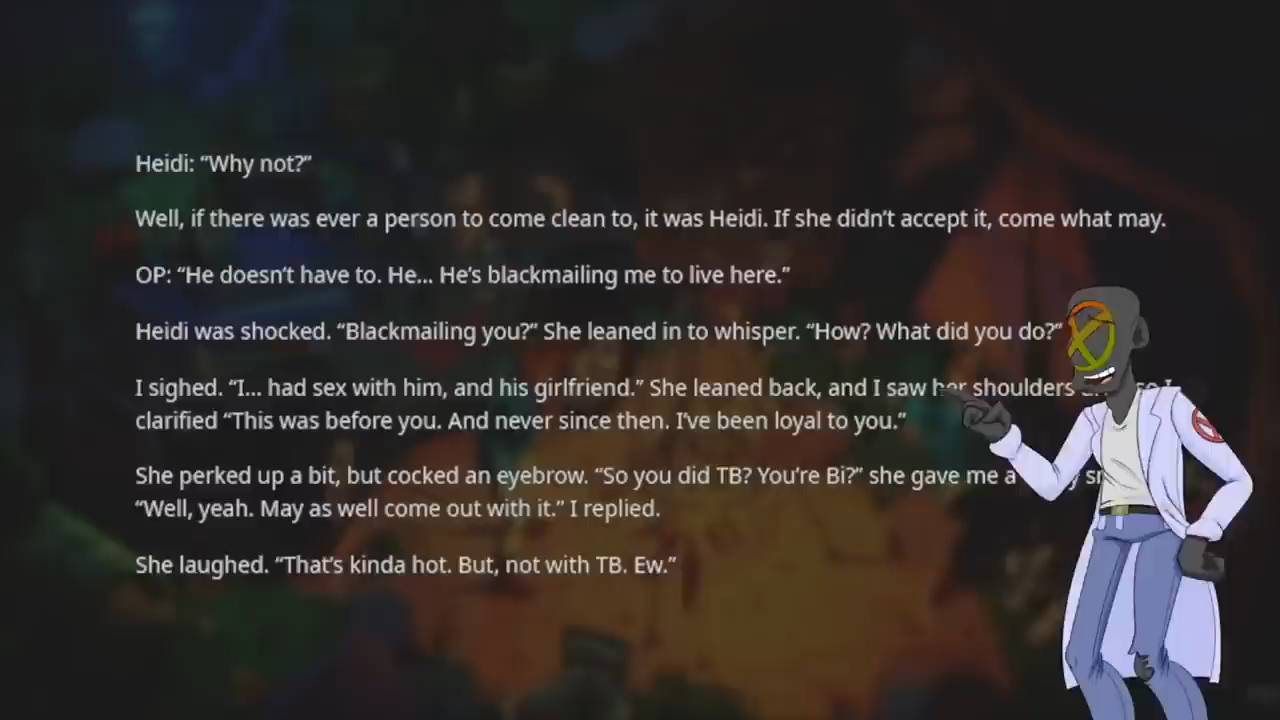 Heidi: “Why not?”
Well, if there was ever a person to come clean to, it was Heidi. If she didn’t accept it, come what may.
OP: “He doesn’t have to. He... He’s blackmailing me to live here.”
Heidi was shocked. “Blackmailing you?” She leaned in to whisper. “How? What did you do?”
I sighed. “I... had sex with him, and his girlfriend.” She leaned back, and I saw her shoulders so I
clarified “This was before you. And never since then. I’ve been loyal to you.”
She perked up a bit, but cocked an eyebrow. “So you did TB? You’re Bi?” she gave me a
“Well, yeah. May as well come out with it.” I replied.
She laughed. “That’s kinda hot. But, not with TB. Ew.”